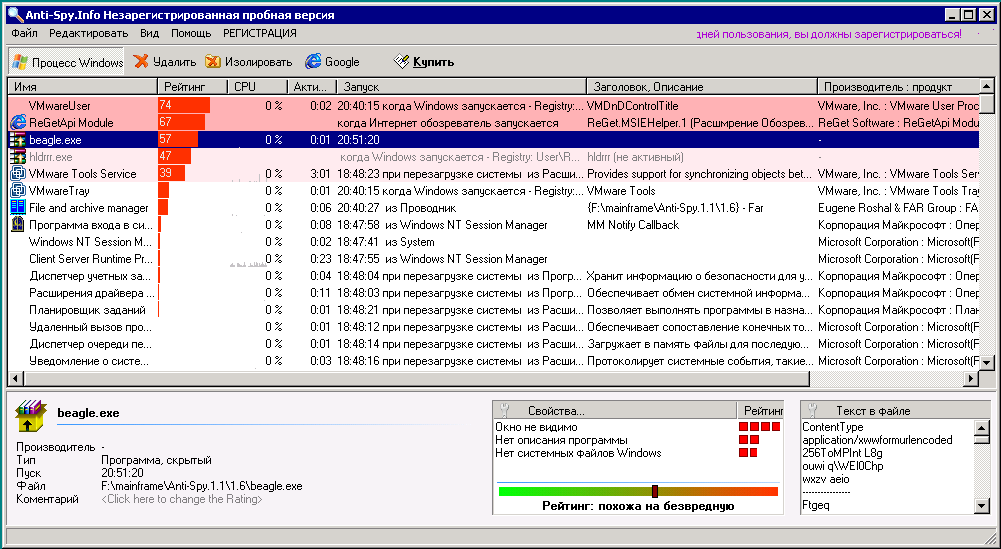 Anti-Spy.Info Незарегистрированная пробная версия
Файл Редактировать Вид Помощь РЕГИСТРАЦИЯ дней пользования, вы должны зарегистрироваться!
Процесс Windows Удалить Изолировать Google Купить
Имя Рейтинг CPU Акти... Запуск Заголовок, Описание Производитель : продукт
VMwareUser 74 0 % 0:02 20:40:15 когда Windows запускается - Registry:... VMDnDControlTitle VMware, Inc. : VMware User Proc
ReGetApi Module 67 когда Интернет обозреватель запускается ReGet.MSIEHelper.1 (Расширение Обозрев... ReGet Software : ReGetApi Modu
beagle.exe 57 0 % 0:01 20:51:20 -
hldrrr.exe 47 когда Windows запускается - Registry: User\R... hldrrr (не активный) -
VMware Tools Service 39 0 % 3:01 18:48:23 при перезагрузке системы из Расши... Provides support for synchronizing objects bet... VMware, Inc. : VMware Tools Ser
VMwareTray 0 % 0:01 20:40:15 когда Windows запускается - Registry:... VMware Tools VMware, Inc. : VMware Tools Tray
File and archive manager 0 % 0:06 20:40:27 из Проводник {F:\mainframe\Anti-Spy.1.1\1.6} - Far Eugene Roshal & FAR Group : FA
Программа входа в си... 0 % 0:08 18:47:58 из Windows NT Session Manager MM Notify Callback Корпорация Майкрософт : Опер
Windows NT Session M... 0 % 0:02 18:47:41 из System Microsoft Corporation : Microsoft(F
Client Server Runtime Pr... 0 % 0:23 18:47:55 из Windows NT Session Manager Microsoft Corporation : Microsoft(F
Диспетчер учетных за... 0 % 0:04 18:48:04 при перезагрузке системы из Прогр... Хранит информацию о безопасности для у... Корпорация Майкрософт : Опер
Расширения драйвера ... 0 % 0:11 18:48:03 при перезагрузке системы из Прогр... Обеспечивает обмен системной информа... Корпорация Майкрософт : Опер
Планировщик заданий 0 % 0:01 18:48:21 при перезагрузке системы из Расши... Позволяет выполнять программы в назна... Корпорация Майкрософт : План
Удаленный вызов про... 0 % 0:01 18:48:12 при перезагрузке системы из Расши... Обеспечивает сопоставление конечных то... Microsoft Corporation : Microsoft(F
Диспетчер очереди пе... 0 % 0:01 18:48:14 при перезагрузке системы из Расши... Загружает в память файлы для последую... Microsoft Corporation : Microsoft(F
Уведомление о систе... 0 % 0:03 18:48:16 при перезагрузке системы из Расши... Протоколирует системные события, такие... Microsoft Corporation : Microsoft(F
beagle.exe
Производитель -
Тип Программа, скрытый
Пуск 20:51:20
Файл F:\mainframe\Anti-Spy.1.1\1.6\beagle.exe
Коментарий <Click here to change the Rating>
Свойства... Рейтинг
Окно не видимо
Нет описания программы
Нет системных файлов Windows
Рейтинг: похожа на безвредную
Текст в файле
ContentType
application/xwwformurlencoded
256ToMPInt L8g
ouwi q\WEI0Chp
wxzv aeio
---------------
Ftgeq